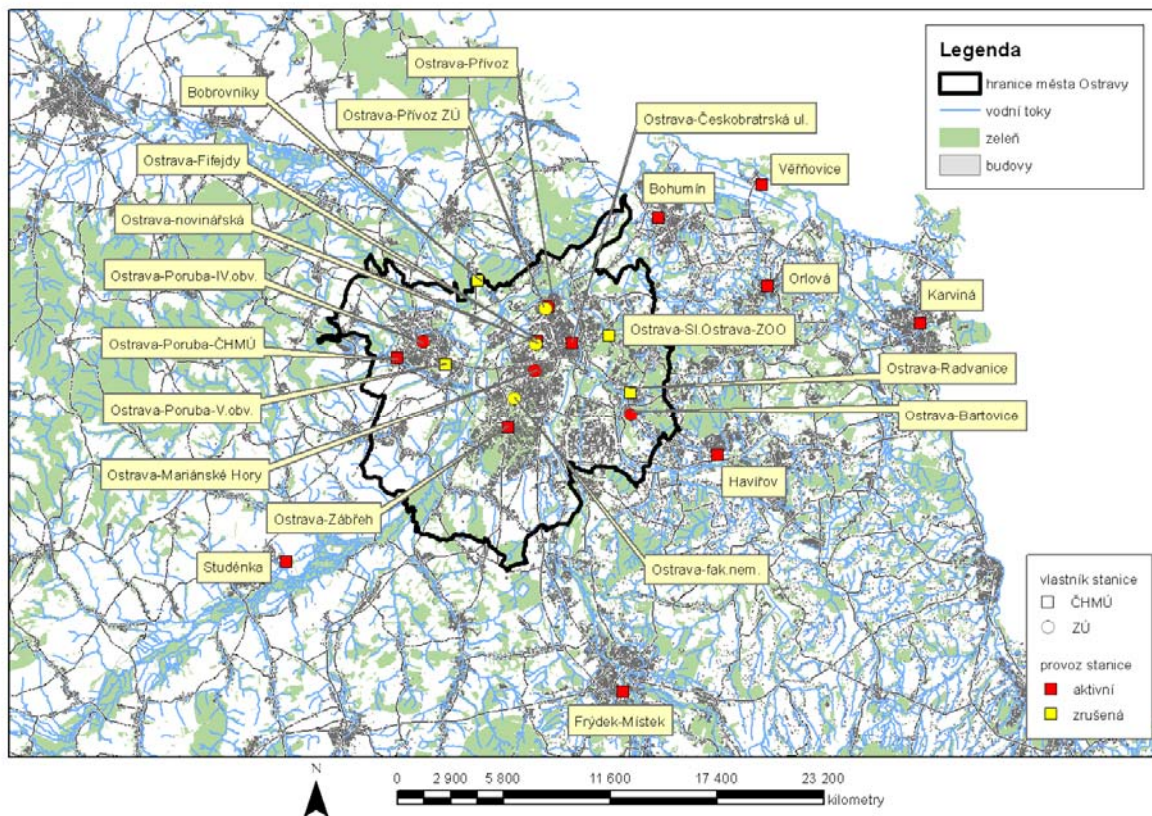 Ostrava-Přívoz
Bobrovníky
Ostrava-Přívoz ZÚ
Ostrava-Českobratrská ul.
Ostrava-Fifejdy
Věřňovice
Bohumín
Ostrava-novinářská
Ostrava-Poruba-IV.obv.
Orlová
Karviná
Ostrava-Sl.Ostrava-ZOO
Ostrava-Poruba-ČHMÚ
Ostrava-Radvanice
Ostrava-Poruba-V.obv.
Ostrava-Bartovice
Ostrava-Mariánské Hory
Havířov
Ostrava-Zábřeh
Studénka
Ostrava-fak.nem.
Frýdek-Místek
Legenda
hranice města Ostravy
vodní toky
zeleň
budovy
vlastník stanice
ČHMÚ
ZÚ
provoz stanice
aktivní
zrušená
N
0 2 900 5 800 11 600 17 400 23 200
kilometry